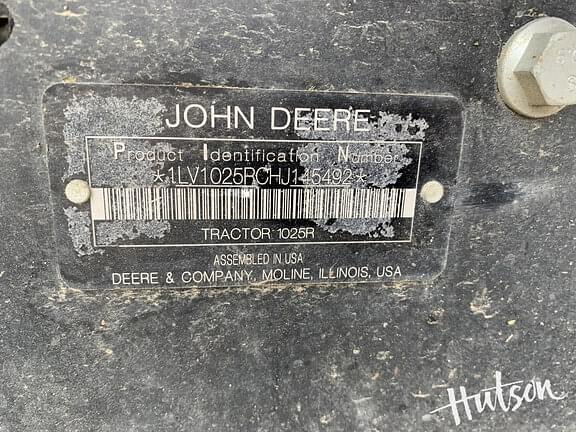 JOHN DEERE
Product Identification Number
*1LV1025RCHJ145492*
TRACTOR 1025R
ASSEMBLED IN USA
DEERE & COMPANY, MOLINE, ILLINOIS, USA
Hutson